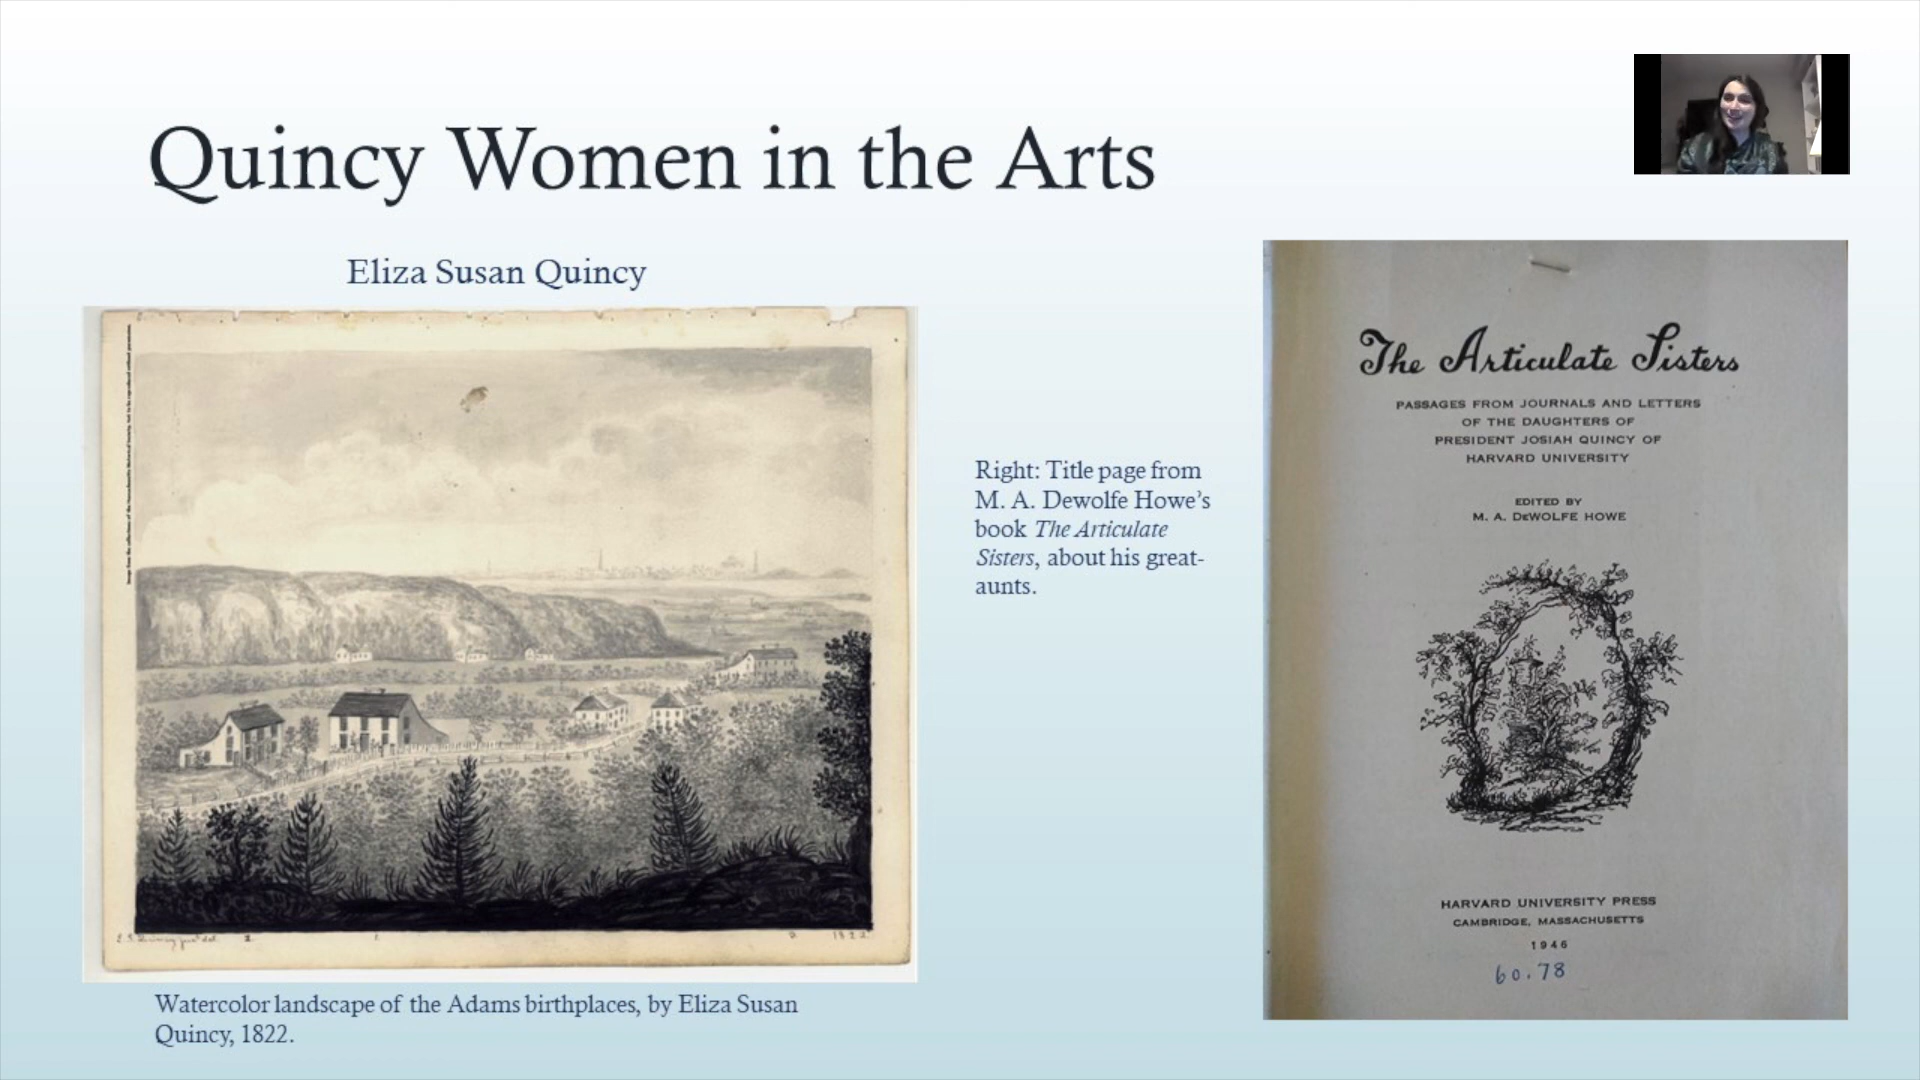 Quincy Women in the Arts
Eliza Susan Quincy
1822
Watercolor landscape of the Adams birthplaces, by Eliza Susan
Quincy, 1822.
Right: Title page from
M. A. Dewolfe Howe's
book The Articulate
Sisters, about his great-
aunts.
The Articulate Sisters
PASSAGES FROM JOURNALS AND LETTERS
OF THE DAUGHTERS OF
PRESIDENT JOSIAH QUINCY OF
HARVARD UNIVERSITY
EDITED BY
M. A. DeWOLFE HOWE
HARVARD UNIVERSITY PRESS
CAMBRIDGE, MASSACHUSETTS
1946
60.78